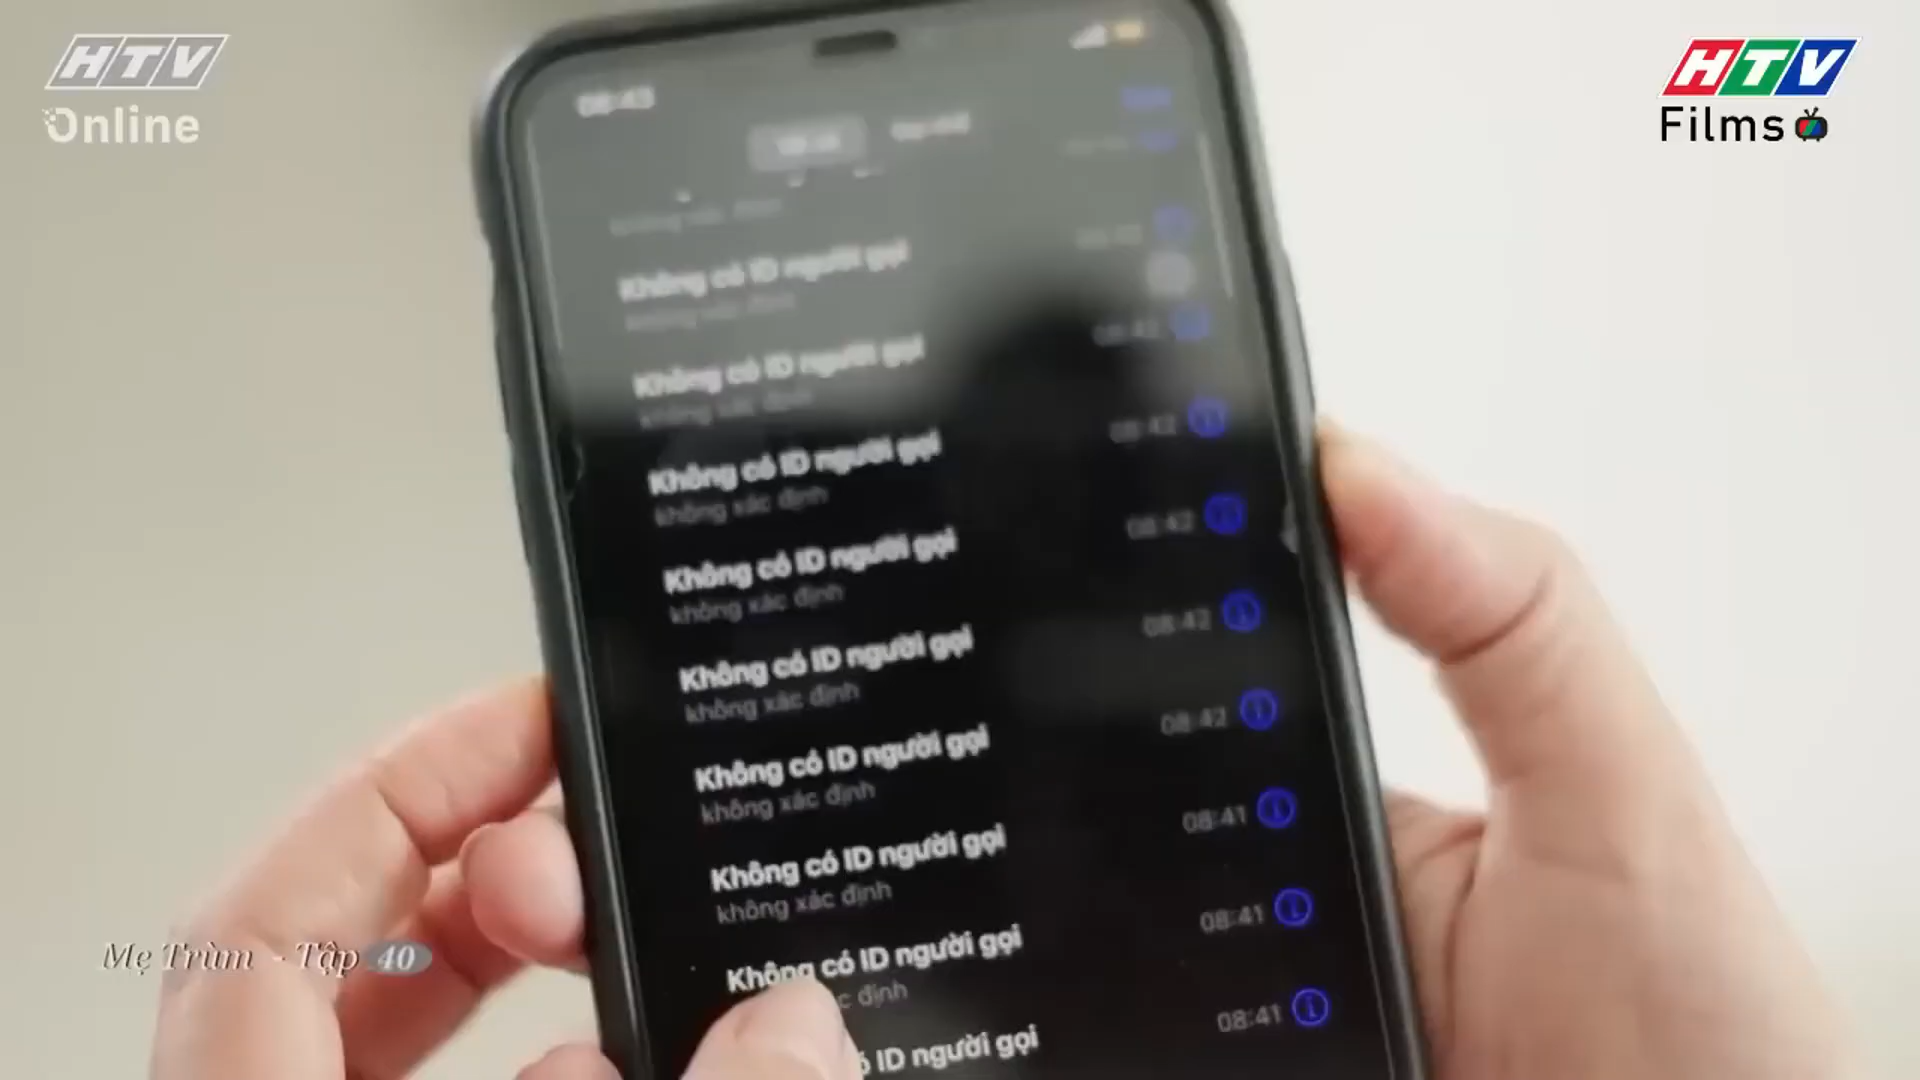 HTV
Online
HTV
Films
08:43
Không có ID người gọi
Không có ID người gọi
không xác định
08:42
Không có ID người gọi
không xác định
08:42
Không có ID người gọi
không xác định
08:42
Không có ID người gọi
không xác định
08:42
Không có ID người gọi
không xác định
08:42
Không có ID người gọi
không xác định
08:41
Không có ID người gọi
định
08:41
ID người gọi
08:41
Mẹ Trùm - Tập 40